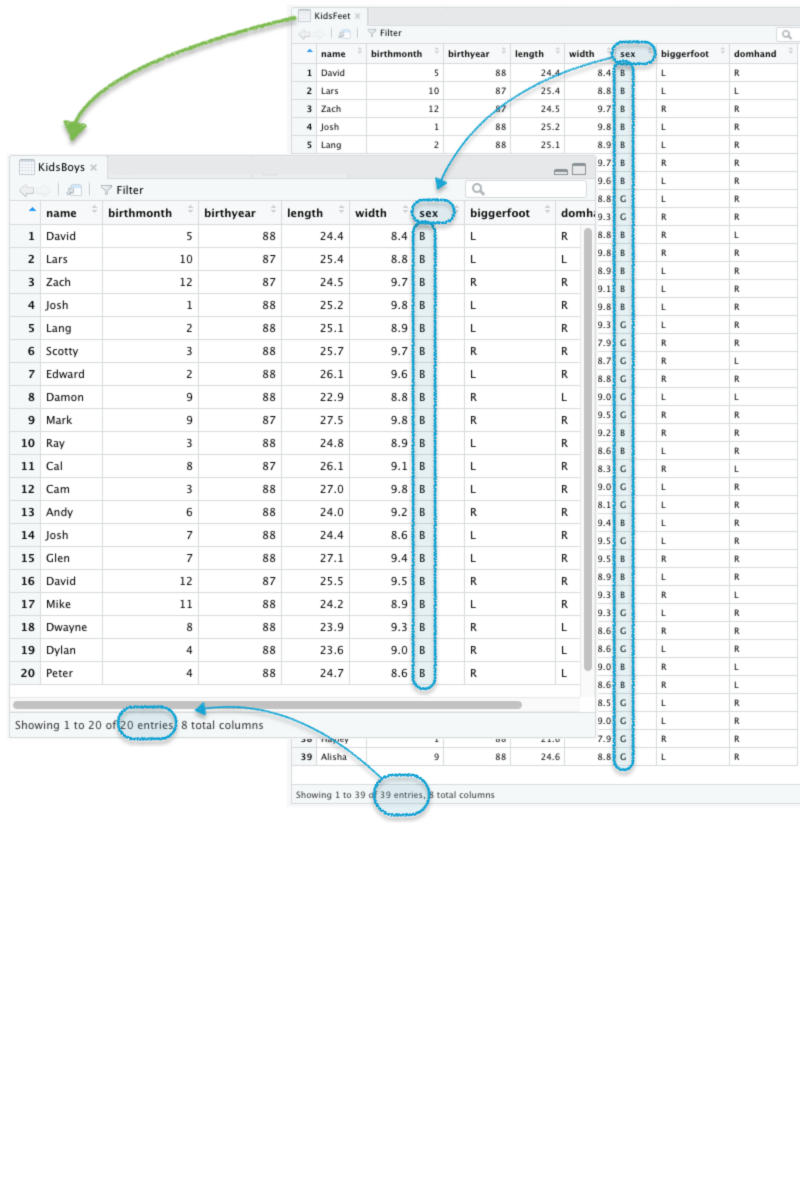 KidsFeet
Filter
name birthmonth birthyear length width sex biggerfoot domhand
1 David 5 88 24.4 8.4 B L R
2 Lars 10 87 25.4 8.8 B L L
3 Zach 12 87 24.5 9.7 B R R
4 Josh 1 88 25.2 9.8 B L R
5 Lang 2 88 25.1 8.9 B L R
9.7 B R R
9.6 B L R
8.8 G L R
9.3 G R R
8.8 B R L
9.8 B R R
8.9 B L R
9.1 B L R
9.8 B L R
9.3 G L R
7.9 G R R
8.7 G R L
8.8 G R R
9.0 G L L
9.5 G R R
9.2 B R R
8.6 B L R
8.3 G R L
9.0 G L R
8.1 G L R
9.4 B L R
9.5 G L R
9.5 B R R
8.9 B L R
9.3 B R L
9.3 G L R
8.6 G R R
8.6 G L R
9.0 B R L
8.6 B R L
8.5 G L R
9.0 G L R
7.9 G R R
39 Alisha 9 88 24.6 8.8 G L R
Showing 1 to 39 of 39 entries, 8 total columns
KidsBoys
Filter
name birthmonth birthyear length width sex biggerfoot domh
1 David 5 88 24.4 8.4 B L R
2 Lars 10 87 25.4 8.8 B L L
3 Zach 12 87 24.5 9.7 B R R
4 Josh 1 88 25.2 9.8 B L R
5 Lang 2 88 25.1 8.9 B L R
6 Scotty 3 88 25.7 9.7 B R R
7 Edward 2 88 26.1 9.6 B L R
8 Damon 9 88 22.9 8.8 B R L
9 Mark 9 87 27.5 9.8 B R R
10 Ray 3 88 24.8 8.9 B L R
11 Cal 8 87 26.1 9.1 B L R
12 Cam 3 88 27.0 9.8 B L R
13 Andy 6 88 24.0 9.2 B R R
14 Josh 7 88 24.4 8.6 B L R
15 Glen 7 88 27.1 9.4 B L R
16 David 12 87 25.5 9.5 B R R
17 Mike 11 88 24.2 8.9 B L R
18 Dwayne 8 88 23.9 9.3 B R L
19 Dylan 4 88 23.6 9.0 B R L
20 Peter 4 88 24.7 8.6 B R L
Showing 1 to 20 of 20 entries, 8 total columns